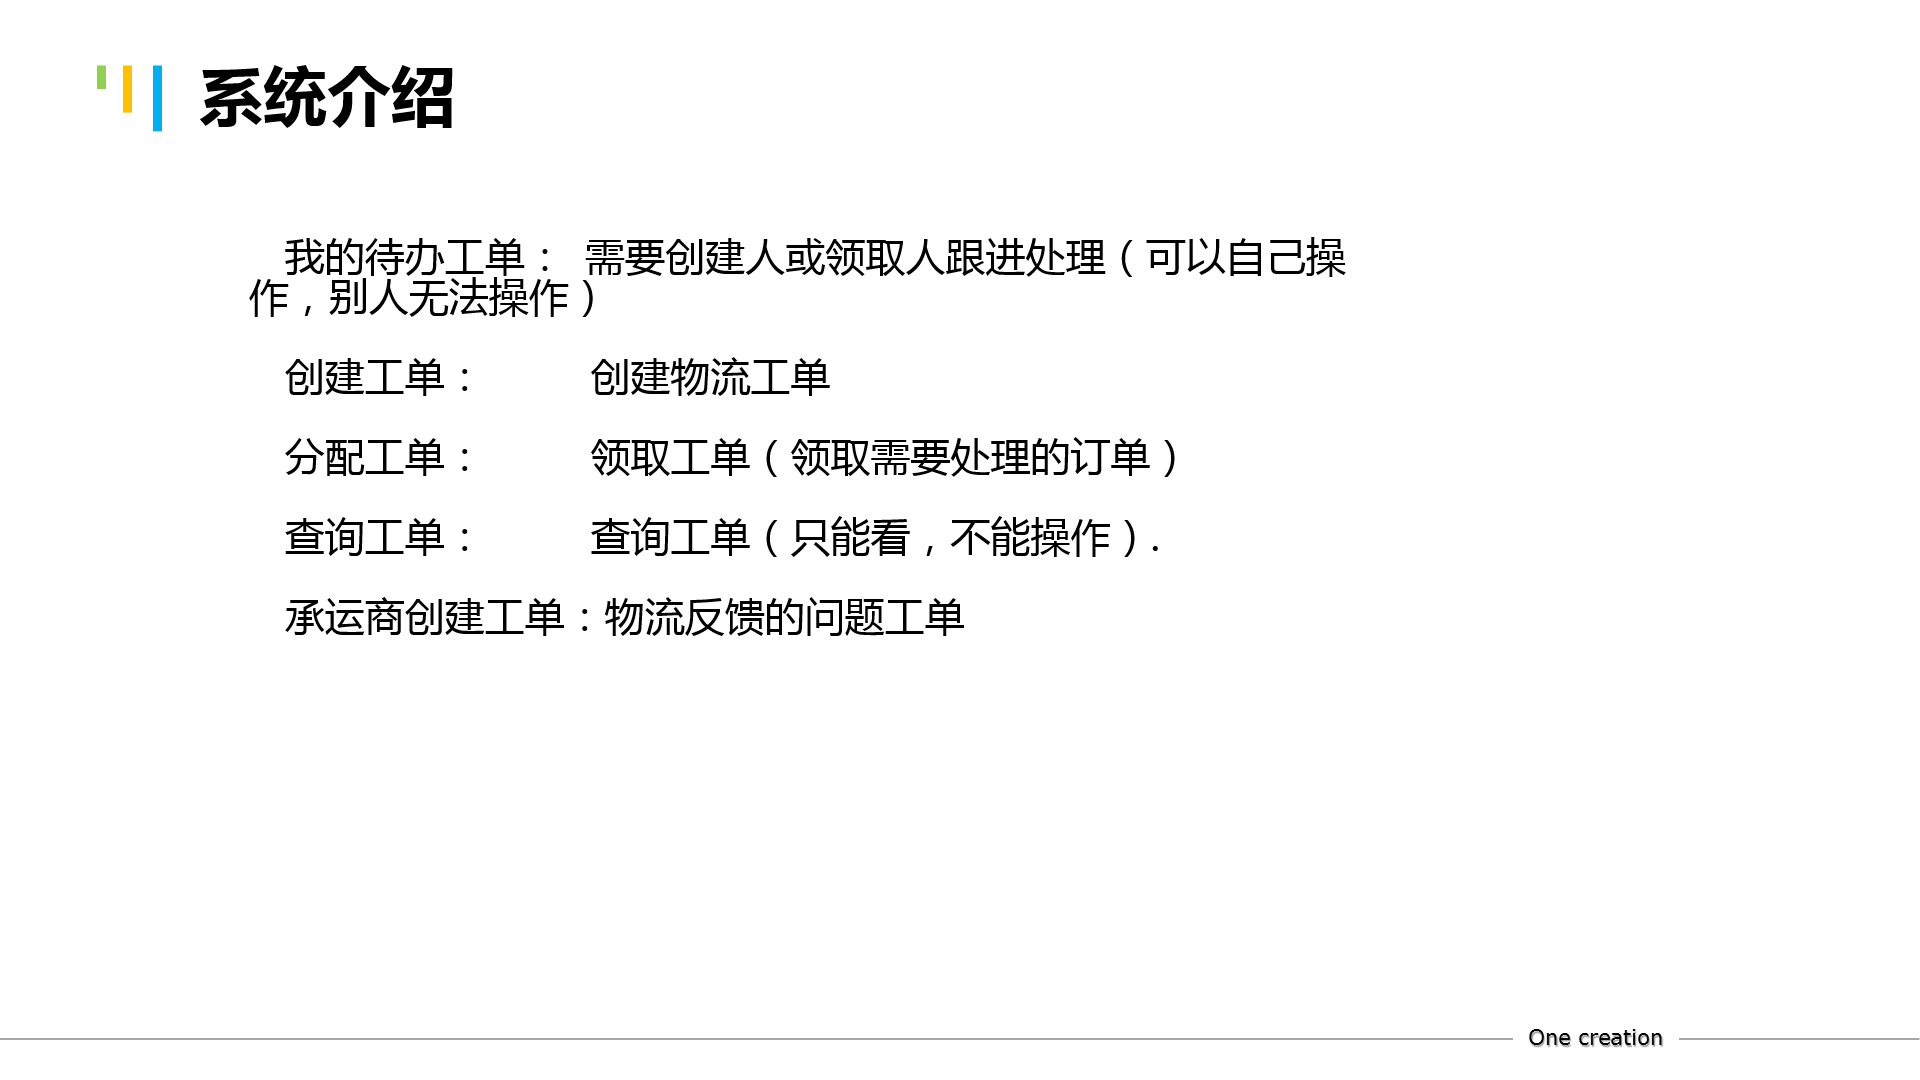 系统介绍
我的待办工单： 需要创建人或领取人跟进处理（可以自己操
作，别人无法操作）
创建工单： 创建物流工单
分配工单： 领取工单（领取需要处理的订单）
查询工单： 查询工单（只能看，不能操作）.
承运商创建工单：物流反馈的问题工单
One creation